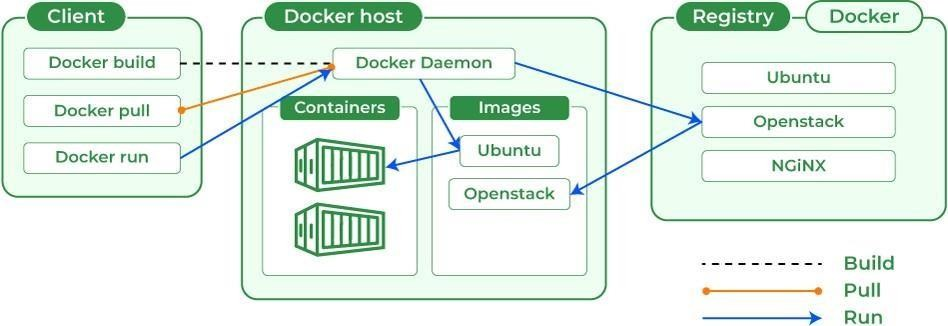 Client
Docker build
Docker pull
Docker run
Docker host
Docker Daemon
Containers
Images
Ubuntu
Openstack
Registry
Docker
Ubuntu
Openstack
NGiNX
Build
Pull
Run